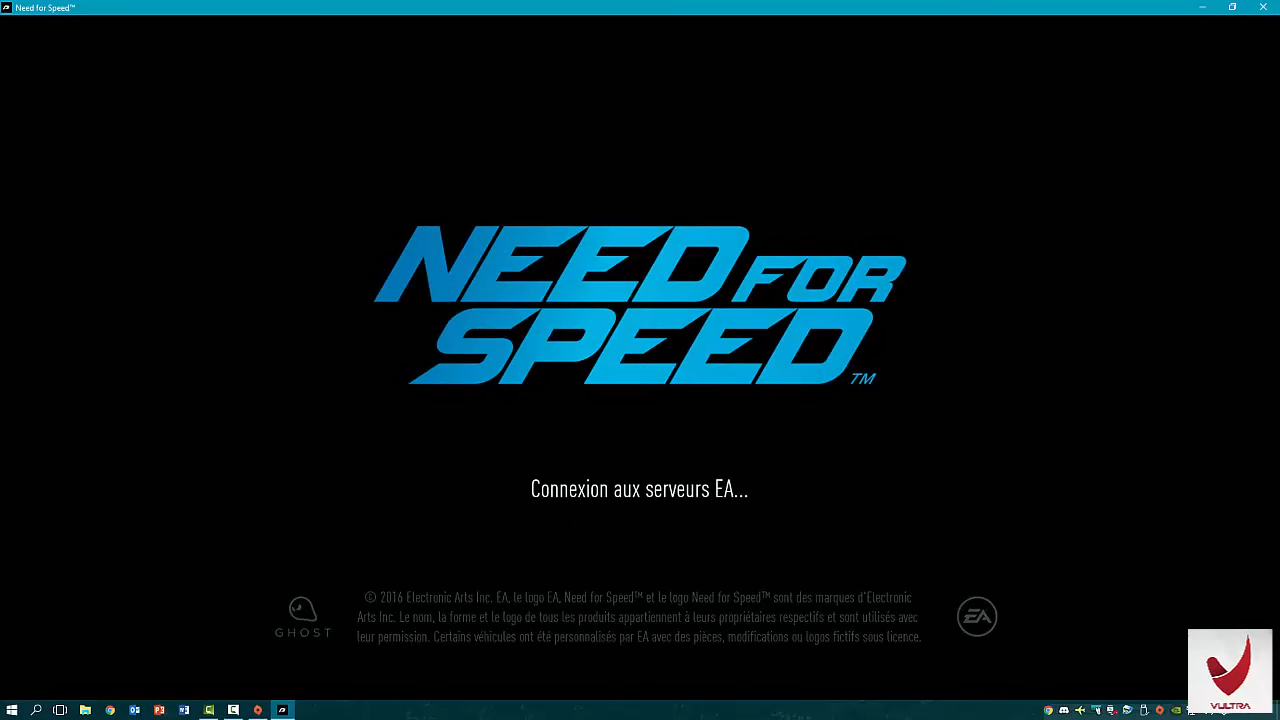 Need for Speed™
NEED FOR
SPEED™
Connexion aux serveurs EA...
© 2016 Electronic Arts Inc. EA, le logo EA, Need for Speed™ et le logo Need for Speed™ sont des marques d'Electronic
Arts Inc. Le nom, la forme et le logo de tous les produits appartiennent à leurs propriétaires respectifs et sont utilisés avec
leur permission. Certains véhicules ont été personnalisés par EA avec des pièces, modifications ou logos fictifs sous licence.
GHOST
EA
VULTRA